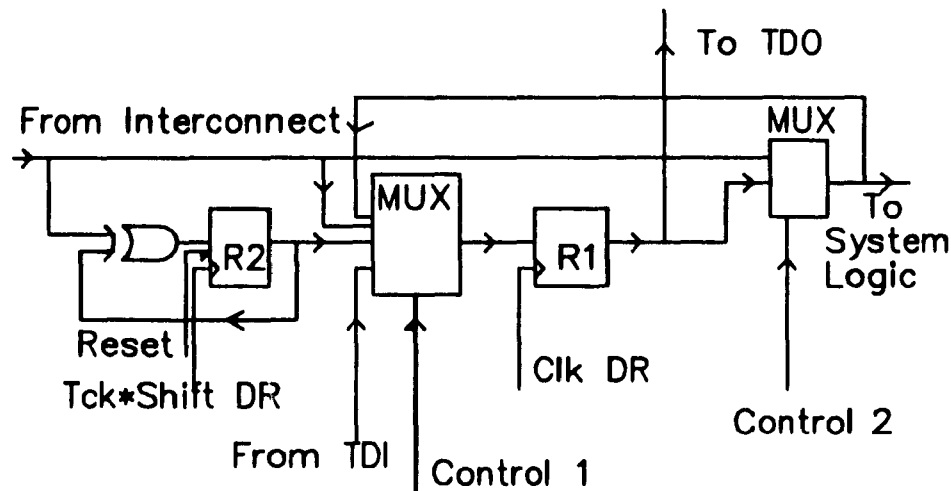 To TDO
From Interconnect
MUX
MUX
R2
R1
To
System
Logic
Reset
Clk DR
Tck*Shift DR
Control 2
From TDI
Control 1